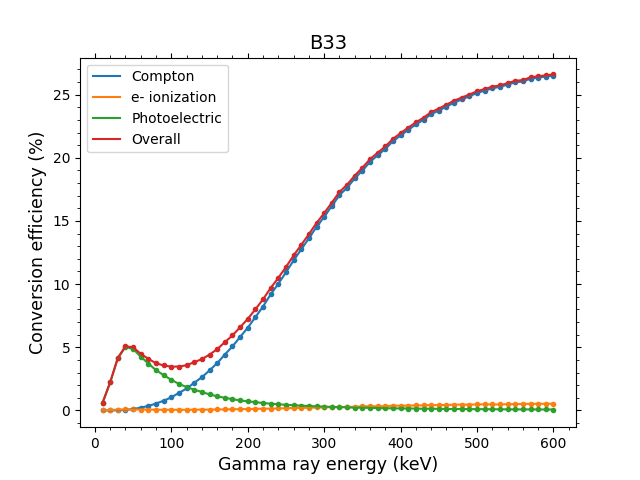 B33
Compton
e- ionization
Photoelectric
Overall
Conversion efficiency (%)
25
20
15
10
5
0
0 100 200 300 400 500 600
Gamma ray energy (keV)